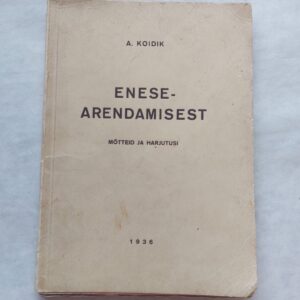 A. KOIDIK
ENESE-
ARENDAMISEST
MÕTTEID JA HARJUTUSI
1936